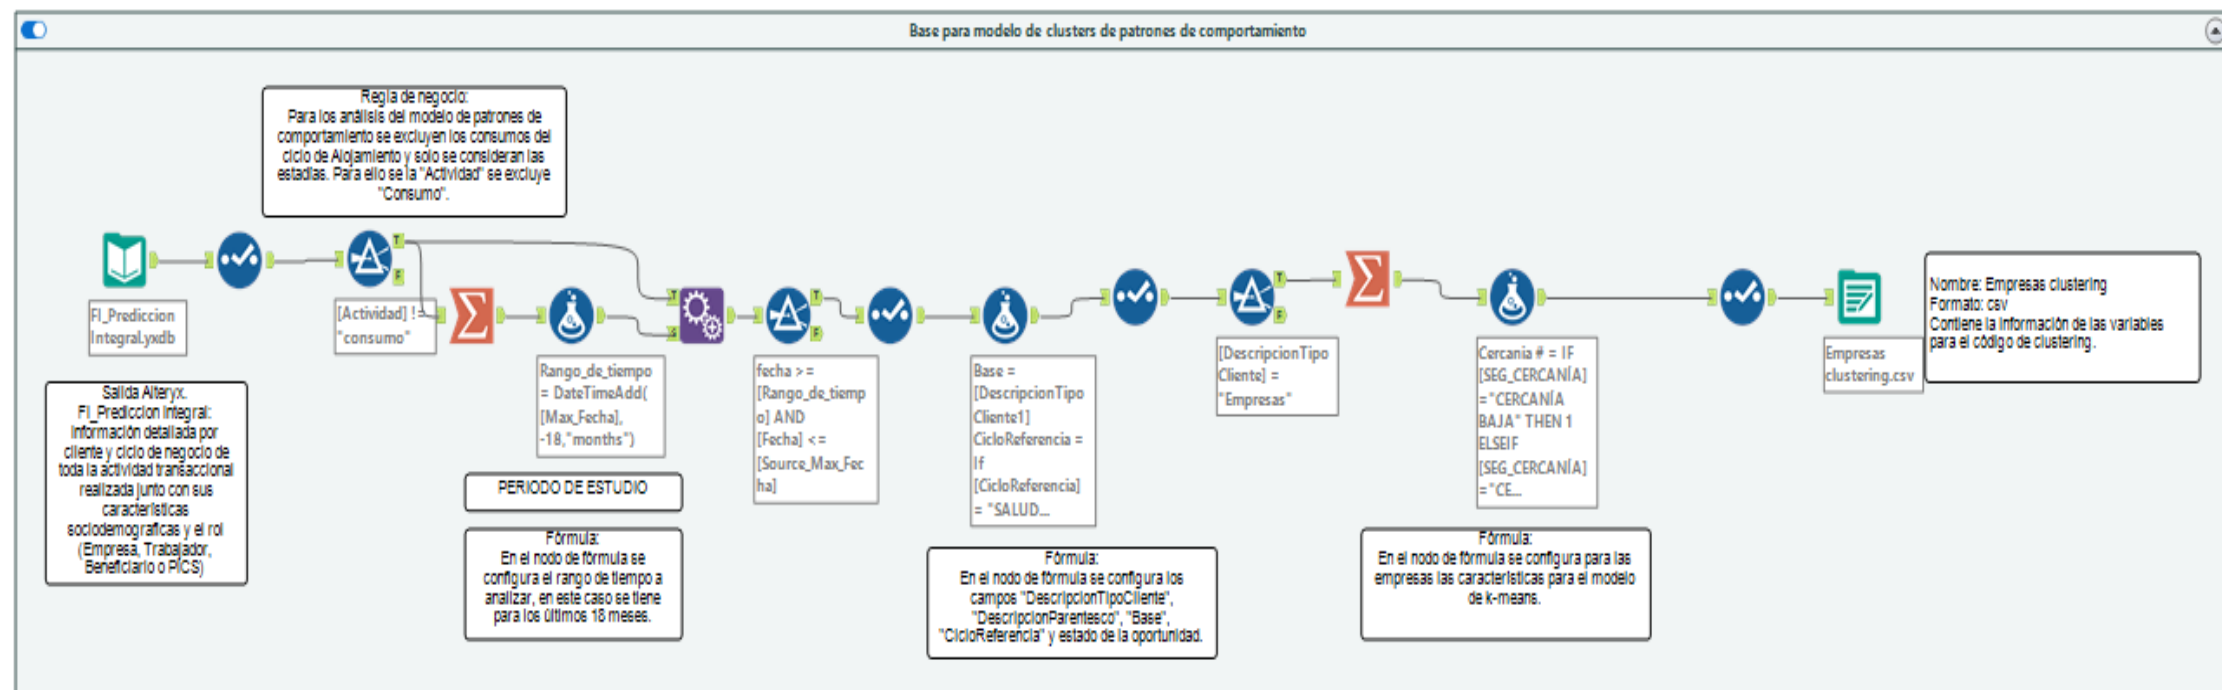 Base para modelo de clusters de patrones de comportamiento
Regla de negocio:
Para los análisis del modelo de patrones de
comportamiento se excluyen los consumos del
ciclo de Alojamiento y solo se consideran las
estadías. Para ello se la "Actividad" se excluye
"Consumo".
FI_Prediccion
Integral.yxdb
Salida Alteryx.
FI_Prediccion Integral:
Información detallada por
cliente y ciclo de negocio de
toda la actividad transaccional
realizada junto con sus
características
sociodemograficas y el rol
(Empresa, Trabajador,
Beneficiario o PICS)
T
F
[Actividad] !=
"consumo"
Rango_de_tiempo
= DateTimeAdd(
[Max_Fecha],
-18,"months")
PERIODO DE ESTUDIO
Fórmula:
En el nodo de fórmula se
configura el rango de tiempo a
analizar, en este caso se tiene
para los últimos 18 meses.
T
S
T
F
fecha >=
[Rango_de_tiemp
o] AND
[Fecha] <=
[Source_Max_Fec
ha]
Base =
[DescripcionTipo
Cliente1]
CicloReferencia =
If
[CicloReferencia]
= "SALUD...
Fórmula:
En el nodo de fórmula se configura los
campos "DescripcionTipoCliente",
"DescripcionParentesco", "Base",
"CicloReferencia" y estado de la oportunidad.
T
F
[DescripcionTipo
Cliente] =
"Empresas"
Cercania # = IF
[SEG_CERCANÍA]
="CERCANÍA
BAJA" THEN 1
ELSEIF
[SEG_CERCANÍA]
="CE...
Fórmula:
En el nodo de fórmula se configura para las
empresas las características para el modelo
de k-means.
Empresas
clustering.csv
Nombre: Empresas clustering
Formato: csv
Contiene la información de las variables
para el código de clustering.